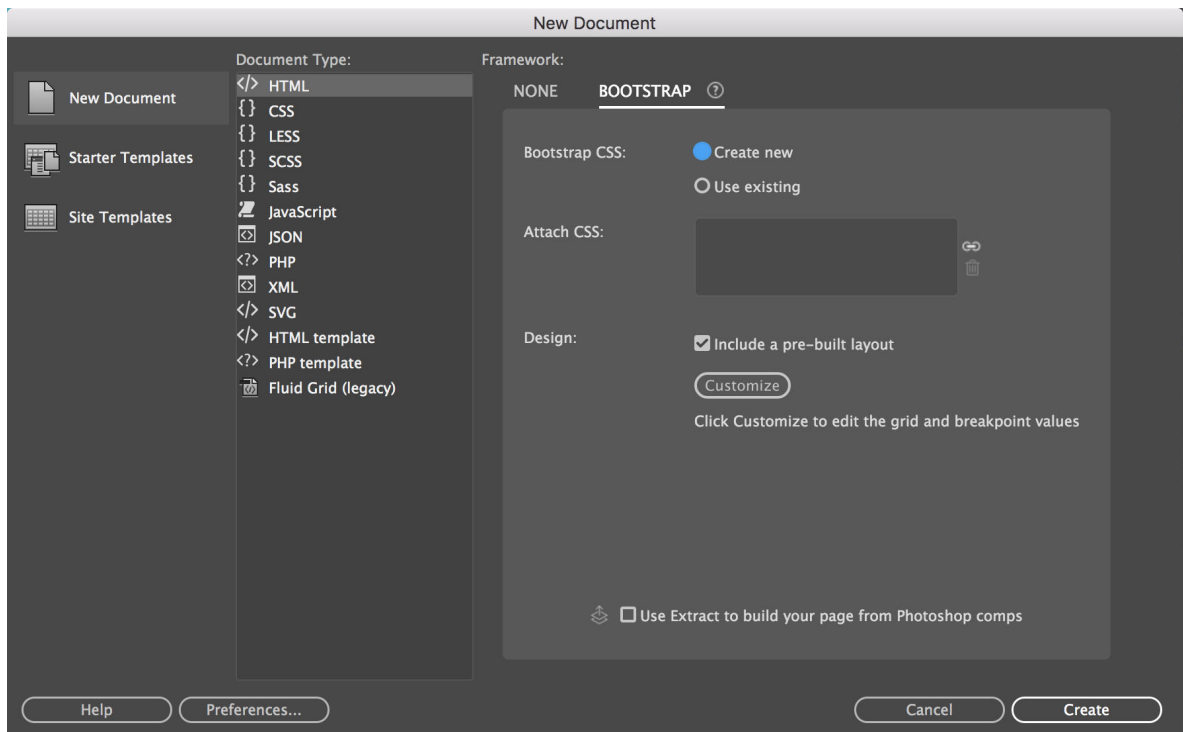 New Document
New Document
Starter Templates
Site Templates
Document Type:
</> HTML
{} CSS
{} LESS
{} SCSS
{} Sass
JavaScript
JSON
<?> PHP
XML
</> SVG
</> HTML template
<?> PHP template
Fluid Grid (legacy)
Framework:
NONE BOOTSTRAP ?
Bootstrap CSS: Create new
Use existing
Attach CSS:
Design: Include a pre-built layout
Customize
Click Customize to edit the grid and breakpoint values
Use Extract to build your page from Photoshop comps
Help Preferences... Cancel Create